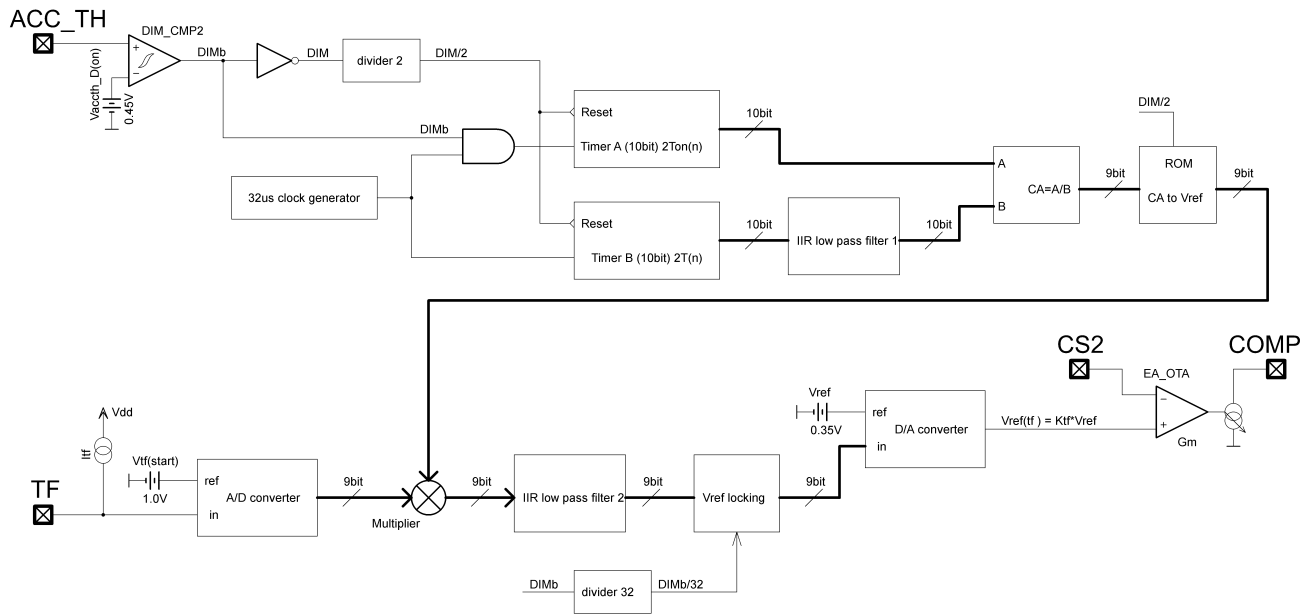 ACC_TH
DIM_CMP2
+
−
Vaccth_D(on)
0.45V
DIMb
DIM
divider 2
DIM/2
DIMb
32us clock generator
Reset
Timer A (10bit) 2Ton(n)
10bit
Reset
Timer B (10bit) 2T(n)
10bit
IIR low pass filter 1
10bit
A
CA=A/B
B
9bit
DIM/2
ROM
CA to Vref
9bit
CS2
COMP
EA_OTA
−
+
Gm
Vref
0.35V
ref
D/A converter
in
Vref(tf ) = Ktf*Vref
Vdd
Itf
Vtf(start)
1.0V
TF
ref
A/D converter
in
9bit
Multiplier
9bit
IIR low pass filter 2
9bit
Vref locking
9bit
DIMb
divider 32
DIMb/32